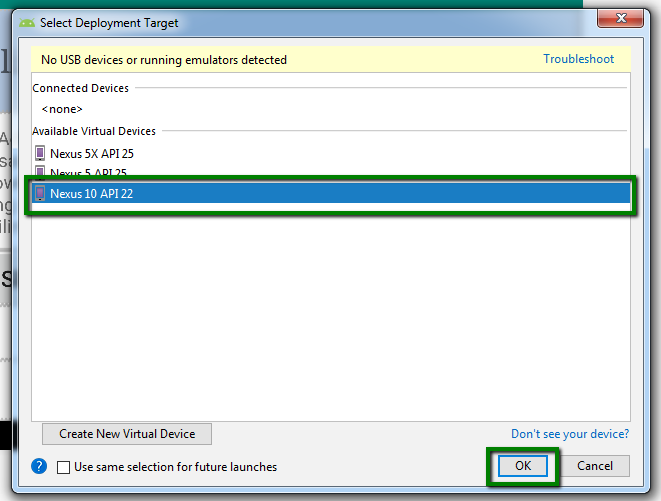 Select Deployment Target
No USB devices or running emulators detected
Troubleshoot
Connected Devices
<none>
Available Virtual Devices
Nexus 5X API 25
Nexus 5 API 25
Nexus 10 API 22
Create New Virtual Device
Don't see your device?
? Use same selection for future launches
OK
Cancel